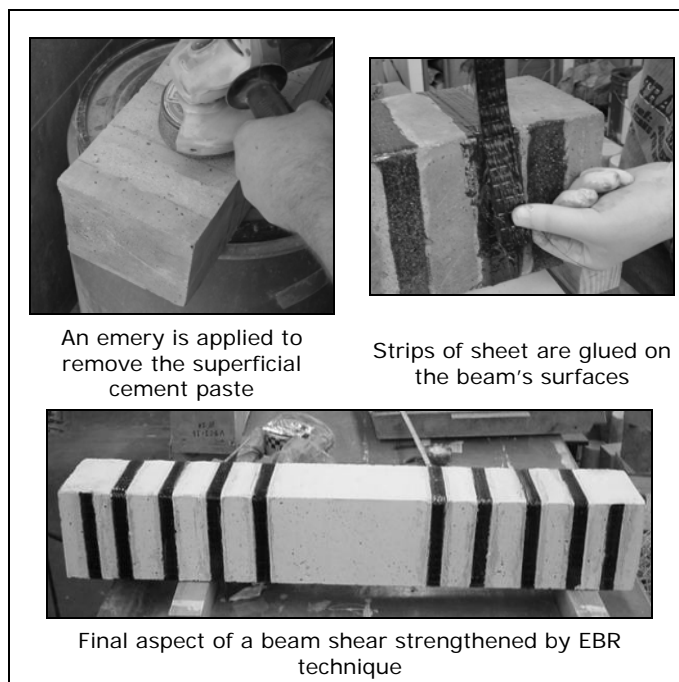 TRA
An emery is applied to
remove the superficial
cement paste
Strips of sheet are glued on
the beam's surfaces
Final aspect of a beam shear strengthened by EBR
technique